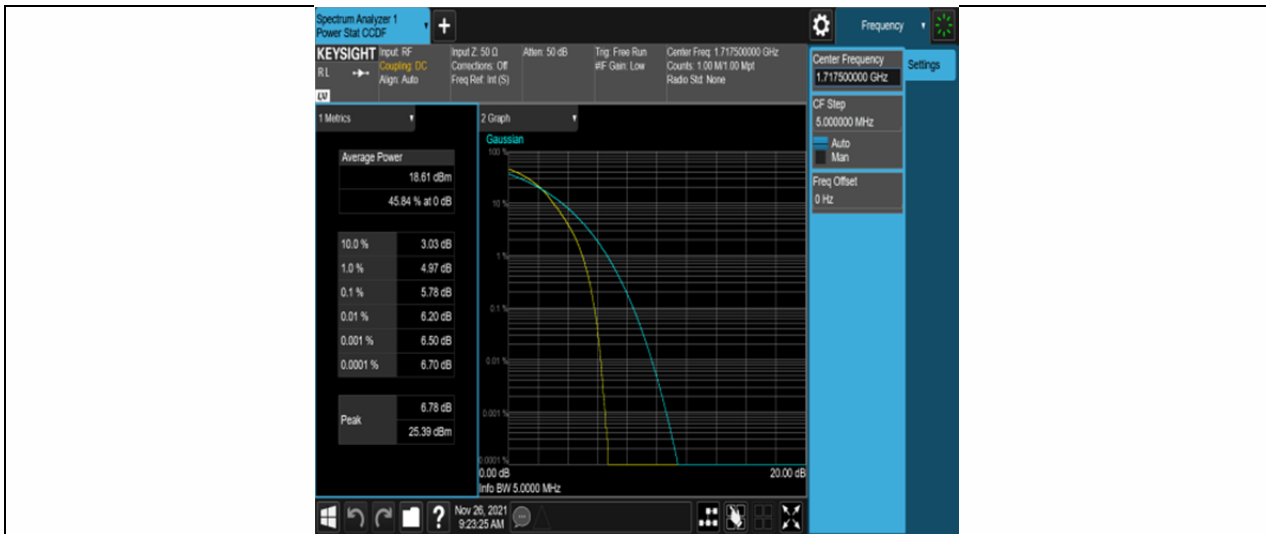 Spectrum Analyzer 1
Power Stat CCDF
Frequency
KEYSIGHT
RL
LV
Input: RF
Coupling: DC
Align: Auto
Input Z: 50 Ω
Corrections: Off
Freq Ref: Int (S)
Atten: 50 dB
Trig: Free Run
#IF Gain: Low
Center Freq: 1.717500000 GHz
Counts: 1.00 M/1.00 Mpt
Radio Std: None
Center Frequency
1.717500000 GHz
Settings
CF Step
5.000000 MHz
Auto
Man
Freq Offset
0 Hz
1 Metrics
Average Power
18.61 dBm
45.84 % at 0 dB
10.0 % 3.03 dB
1.0 % 4.97 dB
0.1 % 5.78 dB
0.01 % 6.20 dB
0.001 % 6.50 dB
0.0001 % 6.70 dB
Peak
6.78 dB
25.39 dBm
2 Graph
Gaussian
100 %
10 %
1 %
0.1 %
0.01 %
0.001 %
0.0001 %
0.00 dB
20.00 dB
Info BW 5.0000 MHz
?
Nov 26, 2021
9:23:25 AM